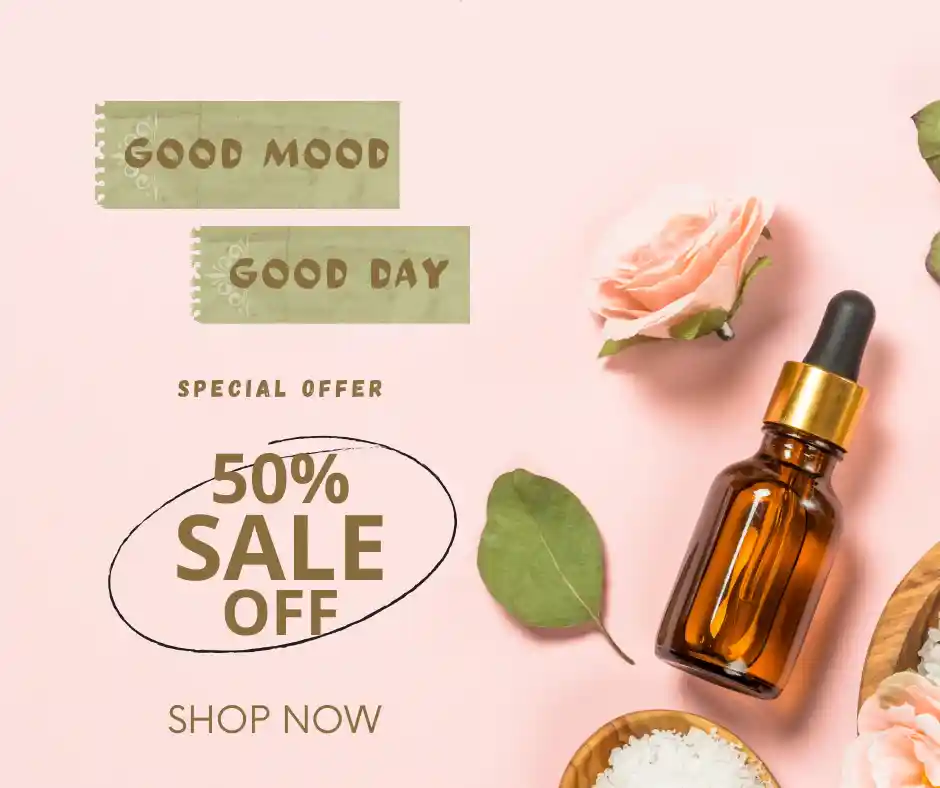 GOOD MOOD
GOOD DAY
SPECIAL OFFER
50%
SALE
OFF
SHOP NOW